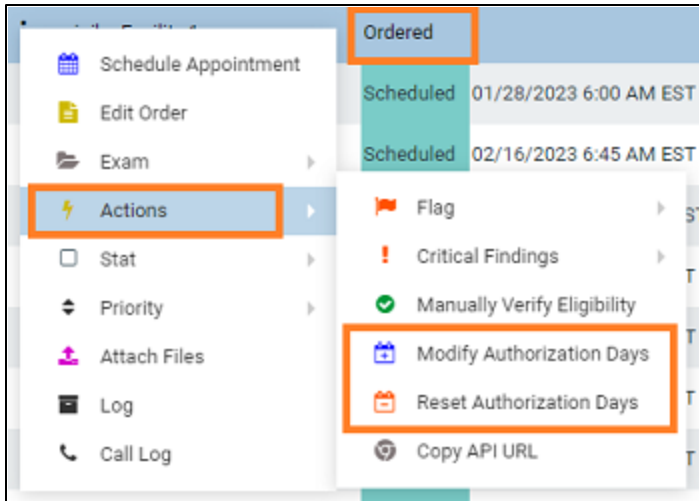 Ordered
Schedule Appointment
Scheduled 01/28/2023 6:00 AM EST
Edit Order
Exam
Scheduled 02/16/2023 6:45 AM EST
Actions
Flag
Stat
Critical Findings
Priority
Manually Verify Eligibility
Attach Files
Modify Authorization Days
Log
Reset Authorization Days
Call Log
Copy API URL